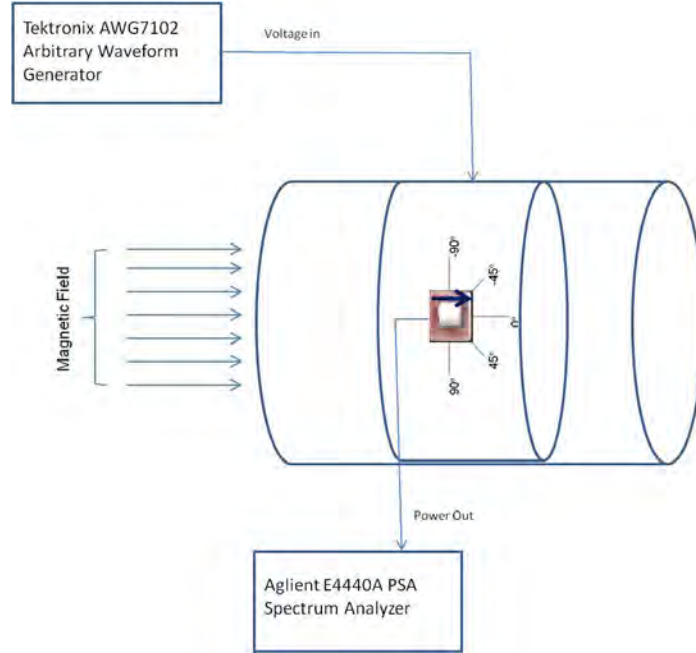 Tektronix AWG7102
Arbitrary Waveform
Generator
Voltage in
Magnetic Field
-90°
-45°
0°
45°
90°
Power Out
Aglient E4440A PSA
Spectrum Analyzer